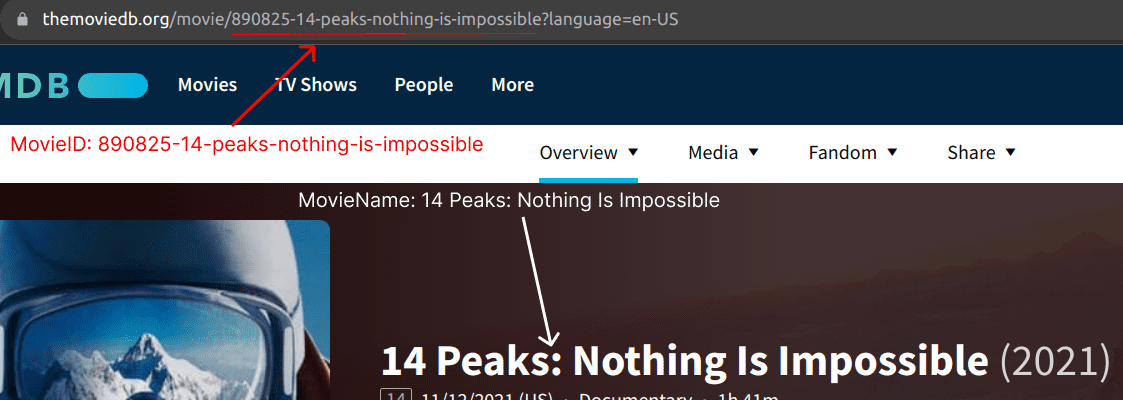 themoviedb.org/movie/890825-14-peaks-nothing-is-impossible?language=en-US
MDB Movies TV Shows People More
MovieID: 890825-14-peaks-nothing-is-impossible
Overview ▼ Media ▼ Fandom ▼ Share ▼
MovieName: 14 Peaks: Nothing Is Impossible
14 Peaks: Nothing Is Impossible (2021)
14 11/12/2021 (US) • Documentary • 1h 41m